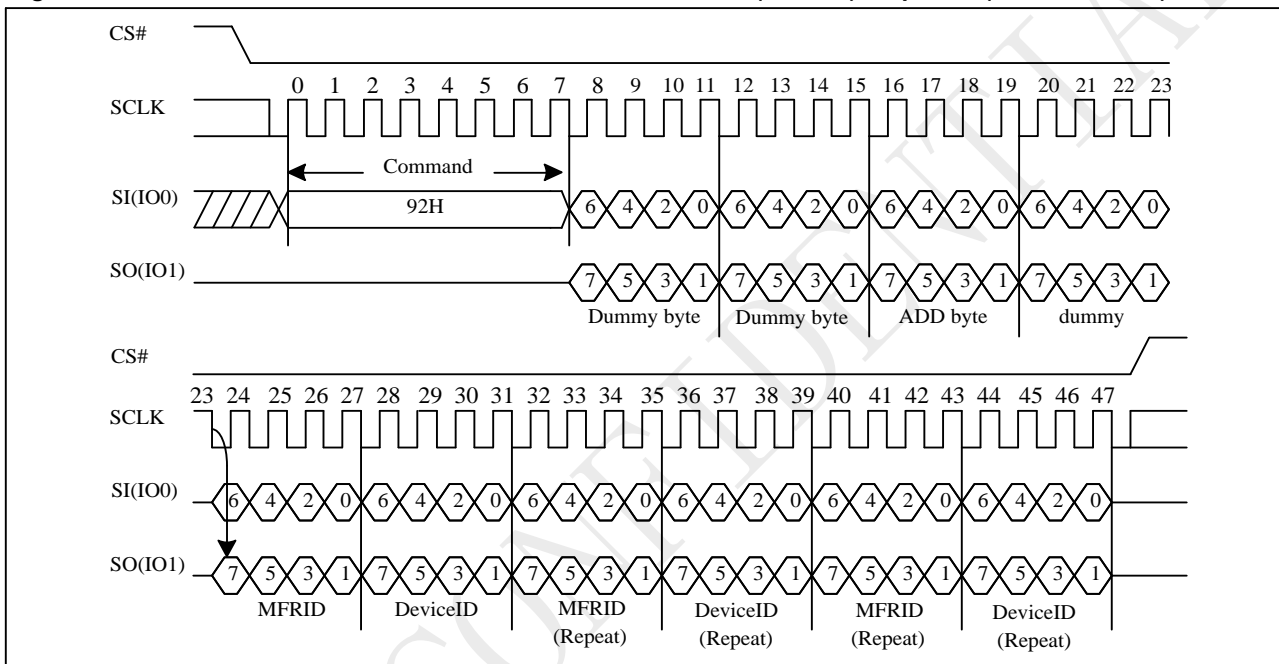 CS#
0 1 2 3 4 5 6 7 8 9 10 11 12 13 14 15 16 17 18 19 20 21 22 23
SCLK
Command
SI(IO0)
92H
6 4 2 0 6 4 2 0 6 4 2 0 6 4 2 0
SO(IO1)
7 5 3 1 7 5 3 1 7 5 3 1 7 5 3 1
Dummy byte Dummy byte ADD byte dummy
CS#
23 24 25 26 27 28 29 30 31 32 33 34 35 36 37 38 39 40 41 42 43 44 45 46 47
SCLK
SI(IO0)
6 4 2 0 6 4 2 0 6 4 2 0 6 4 2 0 6 4 2 0 6 4 2 0
SO(IO1)
7 5 3 1 7 5 3 1 7 5 3 1 7 5 3 1 7 5 3 1 7 5 3 1
MFRID DeviceID MFRID DeviceID MFRID DeviceID
(Repeat) (Repeat) (Repeat) (Repeat)
CONFIDENTIAL